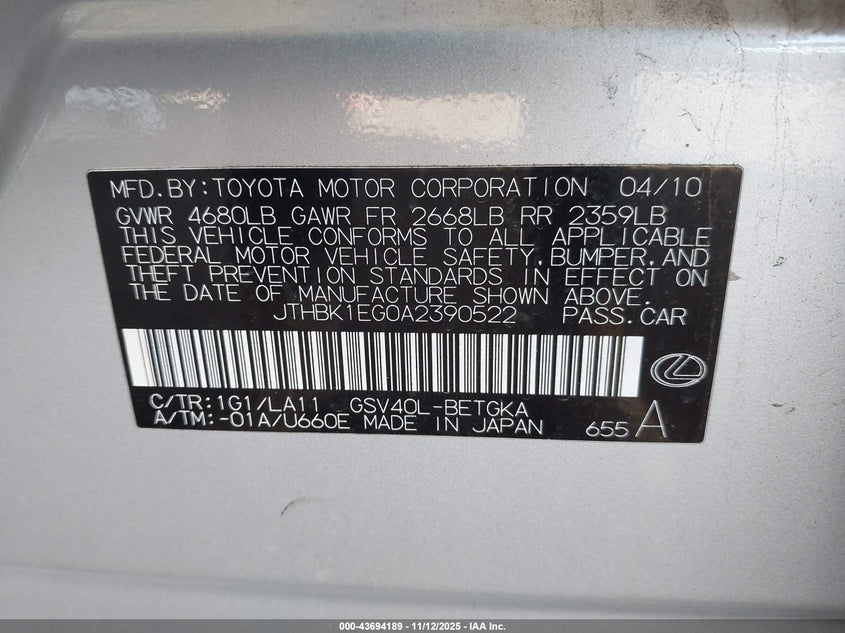 MFD.BY:TOYOTA MOTOR CORPORATION 04/10
GVWR 4680LB GAWR FR 2668LB RR 2359LB
THIS VEHICLE CONFORMS TO ALL APPLICABLE
FEDERAL MOTOR VEHICLE SAFETY,BUMPER,AND
THEFT PREVENTION STANDARDS IN EFFECT ON
THE DATE OF MANUFACTURE SHOWN ABOVE.
JTHBK1EG0A2390522 PASS.CAR
C/TR:1G1/LA11 GSV40L-BETGKA
A/TM:-01A/U660E MADE IN JAPAN 655 A
000-43694189 - 11/12/2025 - IAA Inc.